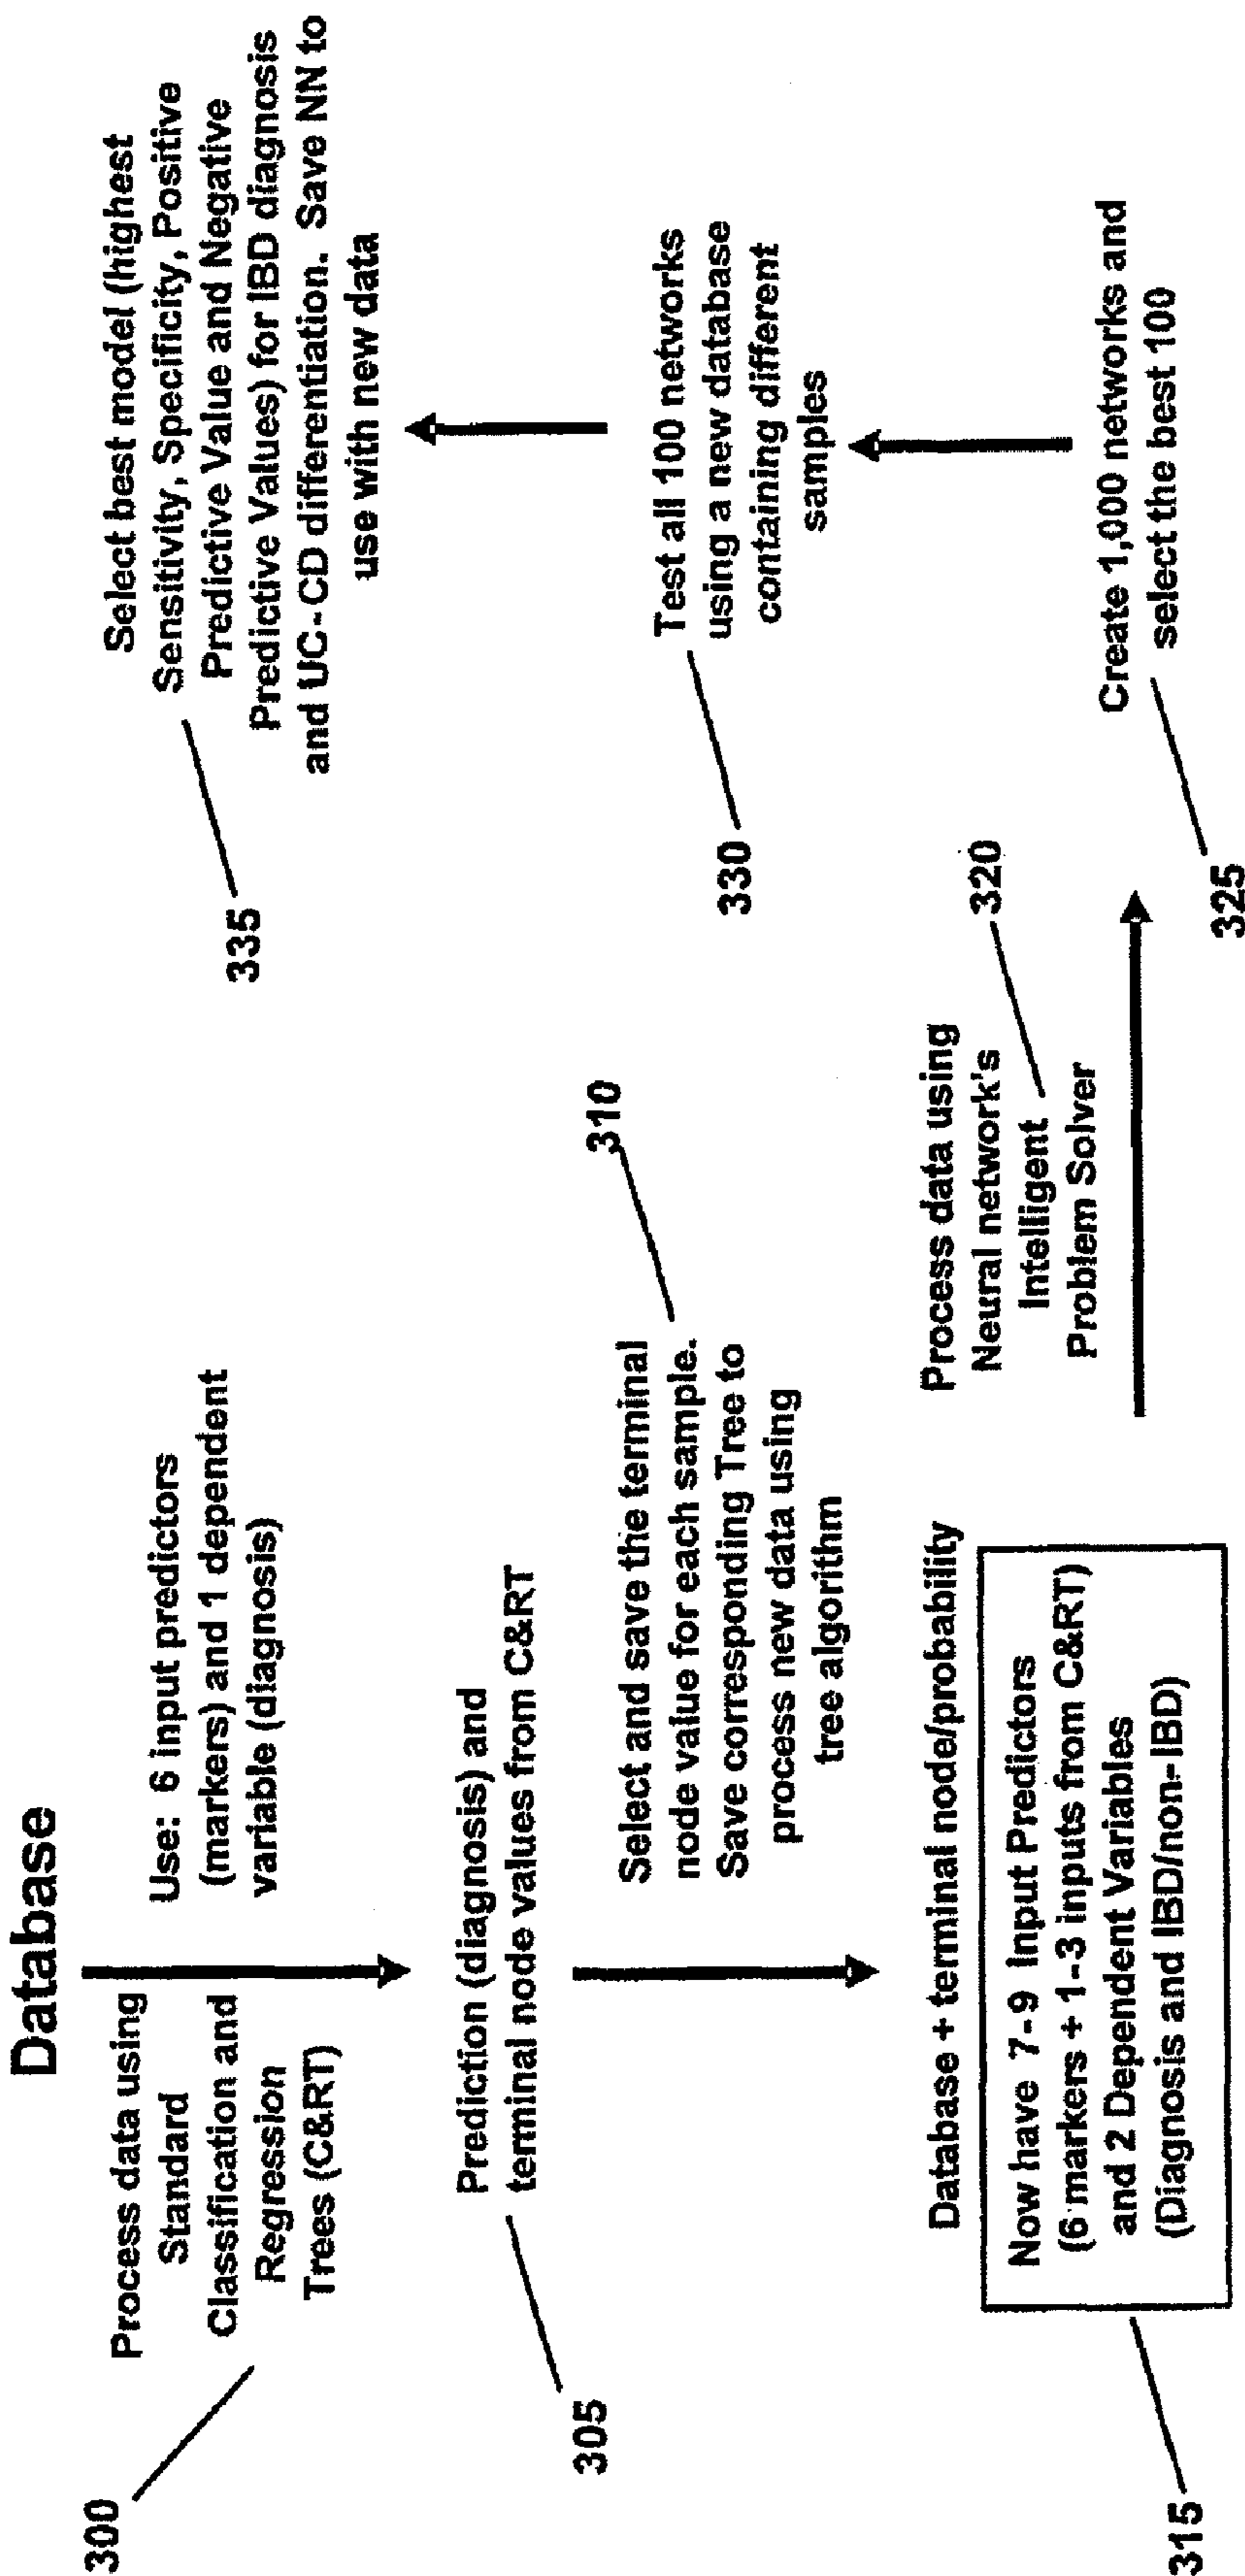 Database
300
Process data using
Standard
Classification and
Regression
Trees (C&RT)
Use: 6 input predictors
(markers) and 1 dependent
variable (diagnosis)
305
Prediction (diagnosis) and
terminal node values from C&RT
310
Select and save the terminal
node value for each sample.
Save corresponding Tree to
process new data using
tree algorithm
Database + terminal node/probability
315
Now have 7-9 Input Predictors
(6 markers + 1-3 inputs from C&RT)
and 2 Dependent Variables
(Diagnosis and IBD/non-IBD)
Process data using
Neural network's
Intelligent
Problem Solver
320
Create 1,000 networks and
select the best 100
325
330
Test all 100 networks
using a new database
containing different
samples
335
Select best model (highest
Sensitivity, Specificity, Positive
Predictive Value and Negative
Predictive Values) for IBD diagnosis
and UC-CD differentiation. Save NN to
use with new data